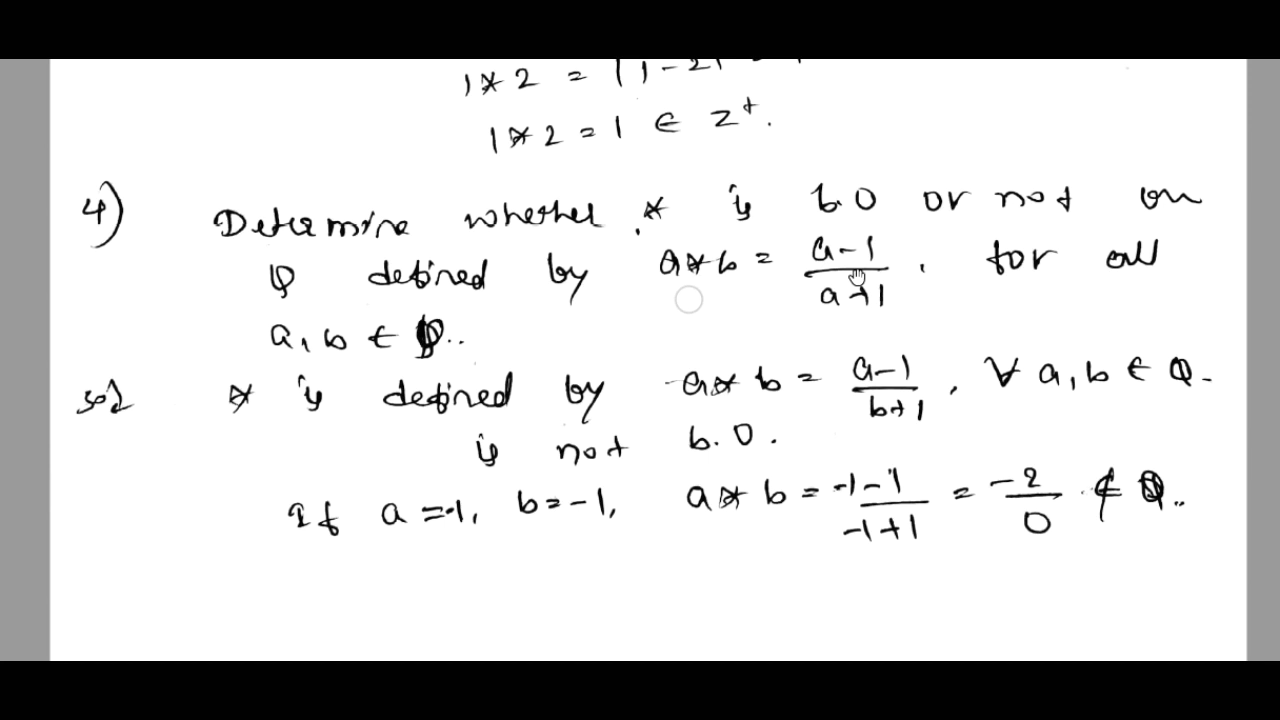 1 * 2 = |1-2| =
1 * 2 = 1 ∈ Z⁺.
4) Determine whether * is b.O or not on
Q defined by a*b = (a-1)/(a+1), for all
a, b ∈ Q..
sol * is defined by a*b = (a-1)/(b+1), ∀ a, b ∈ Q.
is not b.O.
If a = -1, b = -1, a*b = (-1-1)/(-1+1) = -2/0 ∉ Q..